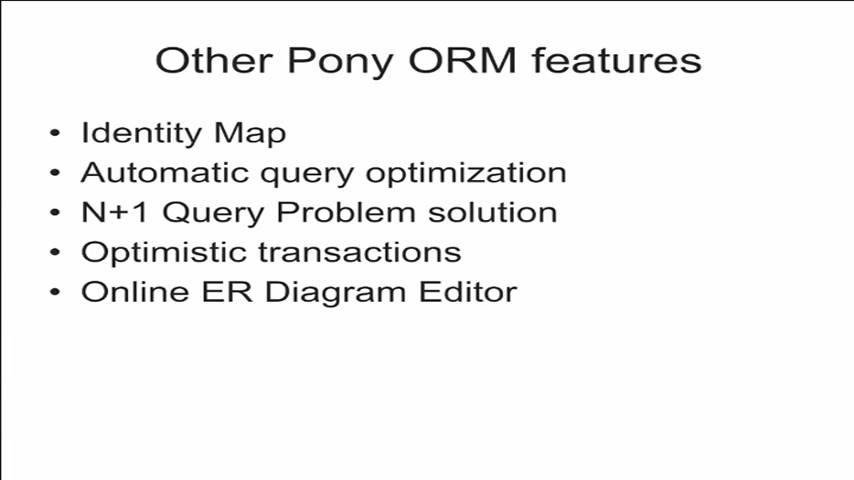 Other Pony ORM features
• Identity Map
• Automatic query optimization
• N+1 Query Problem solution
• Optimistic transactions
• Online ER Diagram Editor